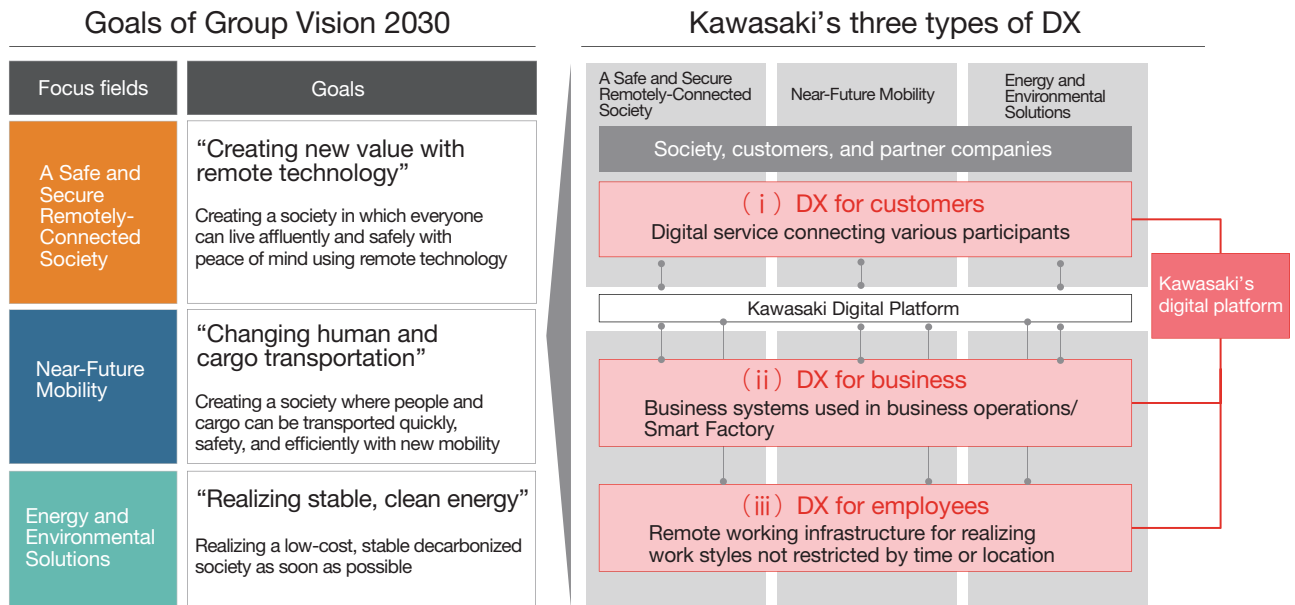 Goals of Group Vision 2030
Focus fields
Goals
A Safe and
Secure
Remotely-
Connected
Society
“Creating new value with
remote technology”
Creating a society in which everyone
can live affluently and safely with
peace of mind using remote technology
Near-Future
Mobility
“Changing human and
cargo transportation”
Creating a society where people and
cargo can be transported quickly,
safety, and efficiently with new mobility
Energy and
Environmental
Solutions
“Realizing stable, clean energy”
Realizing a low-cost, stable decarbonized
society as soon as possible
Kawasaki’s three types of DX
A Safe and Secure
Remotely-Connected
Society
Near-Future Mobility
Energy and
Environmental
Solutions
Society, customers, and partner companies
(i) DX for customers
Digital service connecting various participants
Kawasaki Digital Platform
Kawasaki’s
digital platform
(ii) DX for business
Business systems used in business operations/
Smart Factory
(iii) DX for employees
Remote working infrastructure for realizing
work styles not restricted by time or location